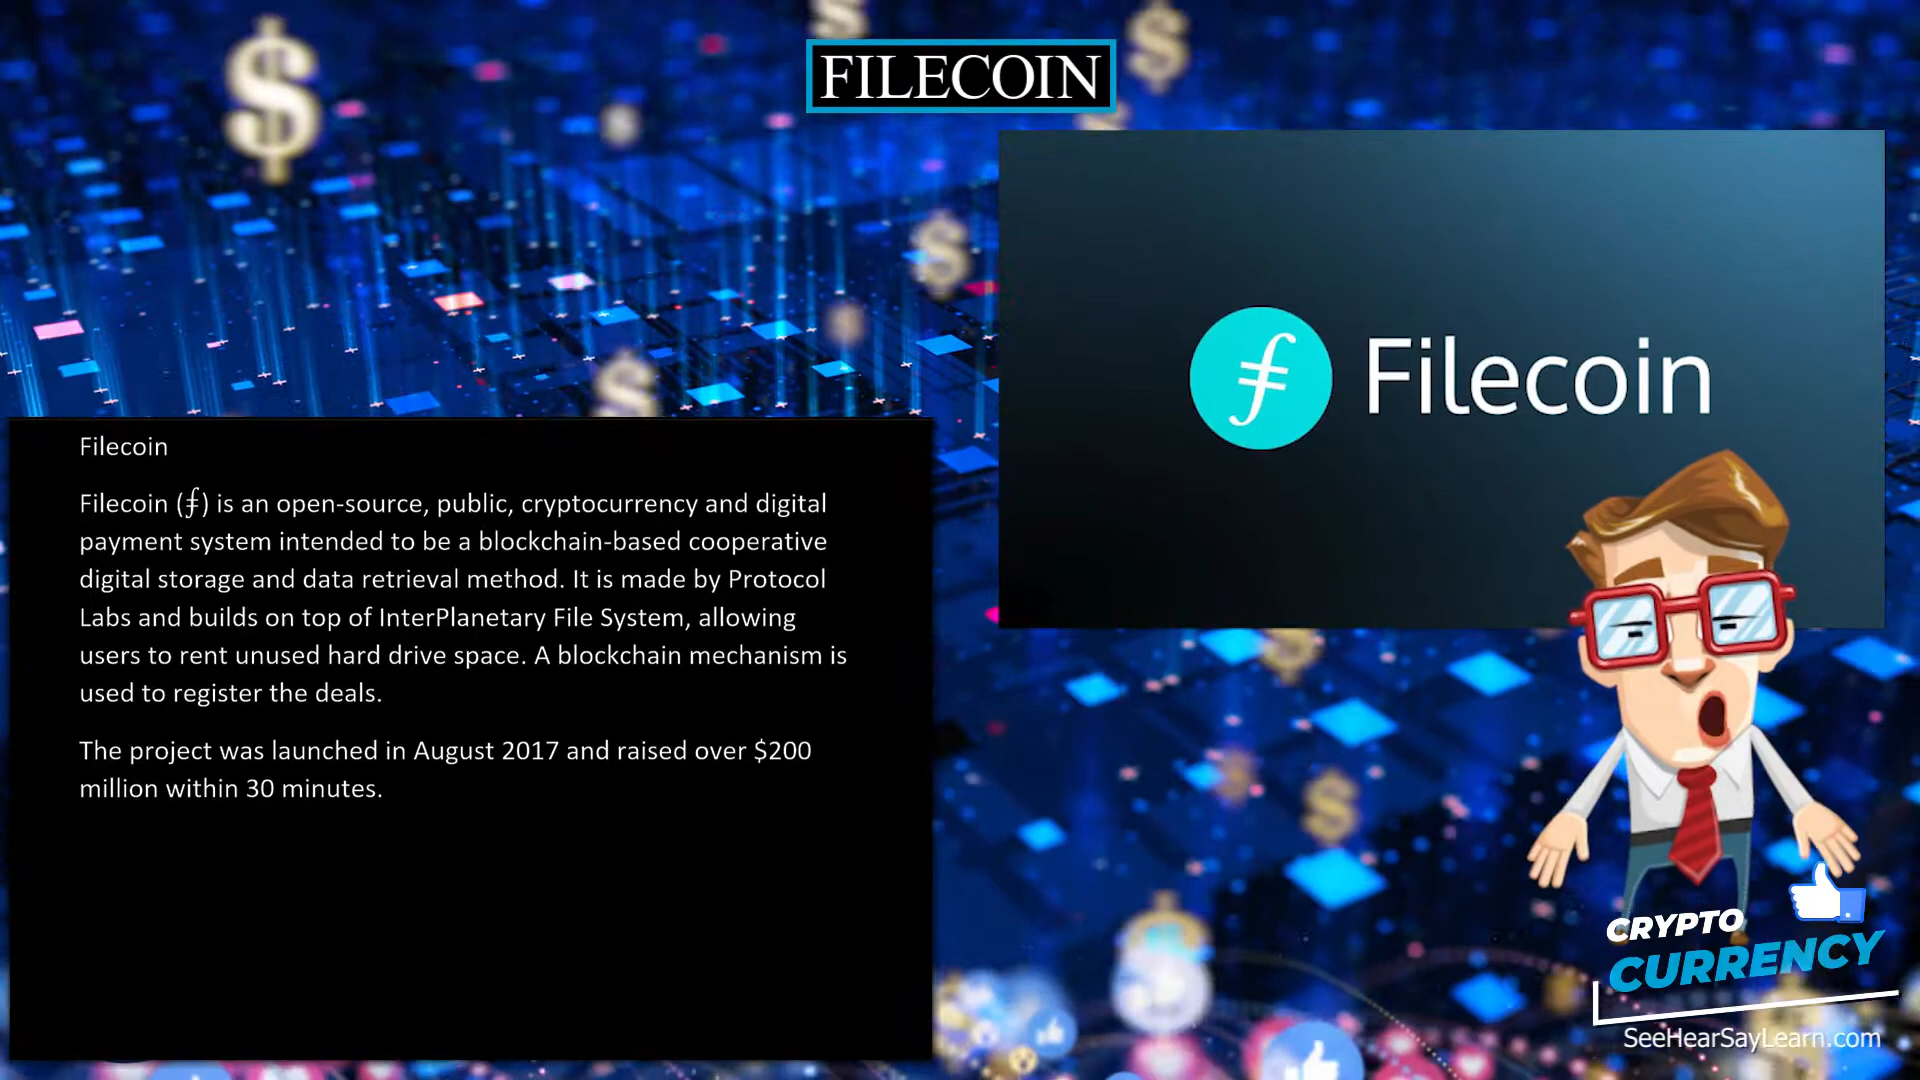 FILECOIN
Filecoin
Filecoin
Filecoin (⨎) is an open-source, public, cryptocurrency and digital
payment system intended to be a blockchain-based cooperative
digital storage and data retrieval method. It is made by Protocol
Labs and builds on top of InterPlanetary File System, allowing
users to rent unused hard drive space. A blockchain mechanism is
used to register the deals.
The project was launched in August 2017 and raised over $200
million within 30 minutes.
CRYPTO
CURRENCY
SeeHearSayLearn.com